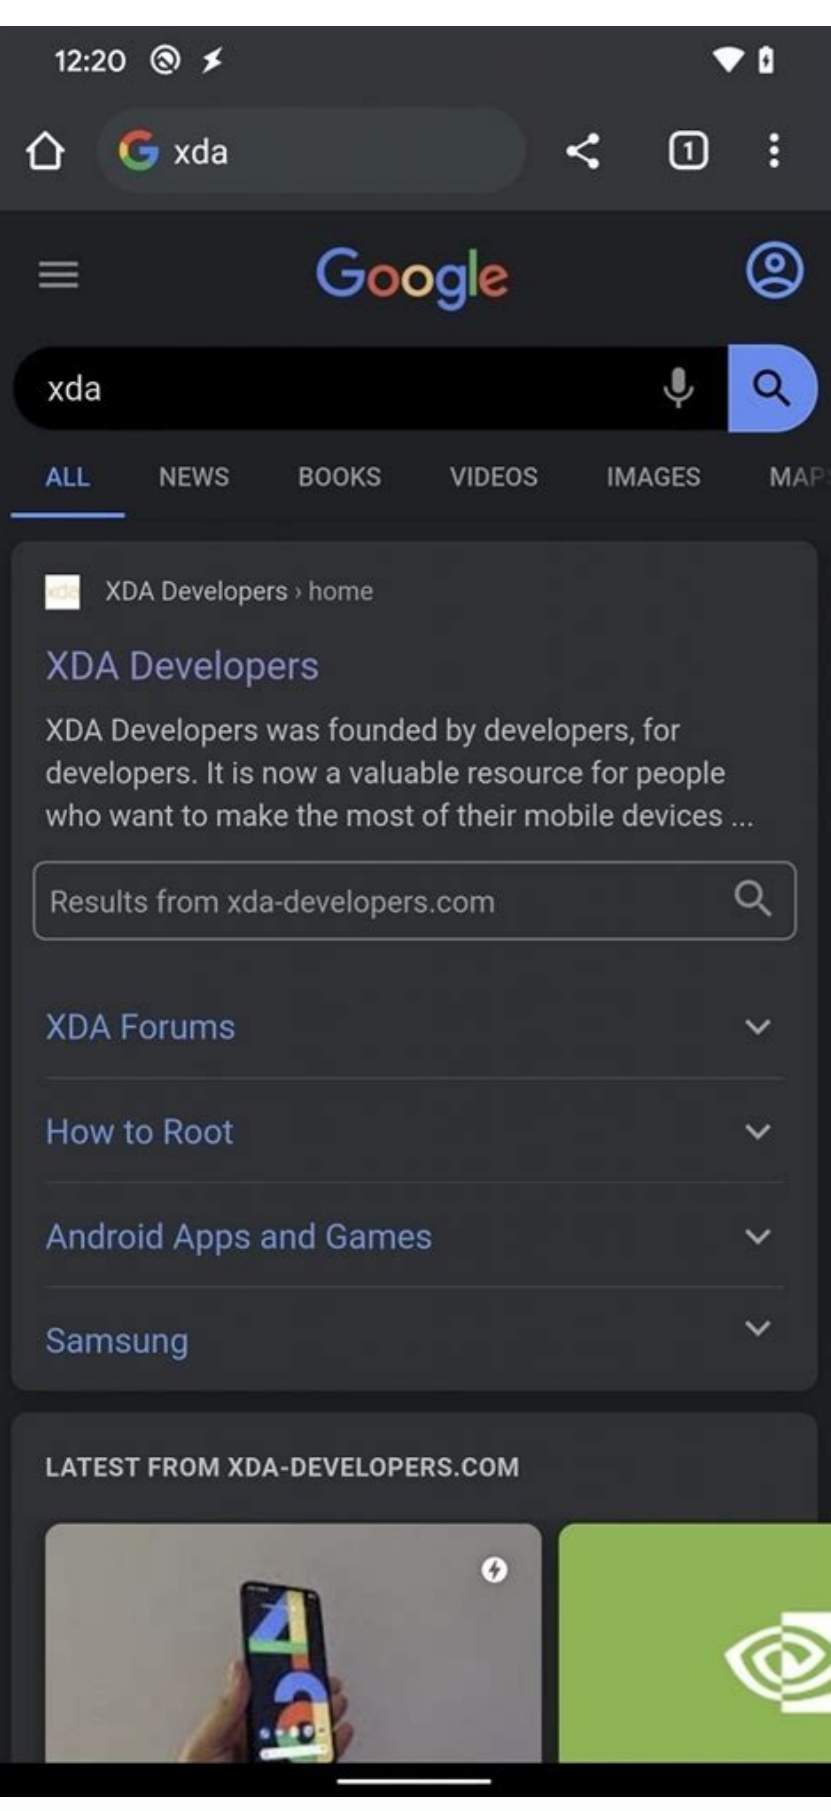 12:20
xda
1
Google
xda
ALL NEWS BOOKS VIDEOS IMAGES MAP
XDA Developers › home
XDA Developers
XDA Developers was founded by developers, for
developers. It is now a valuable resource for people
who want to make the most of their mobile devices ...
Results from xda-developers.com
XDA Forums
How to Root
Android Apps and Games
Samsung
LATEST FROM XDA-DEVELOPERS.COM